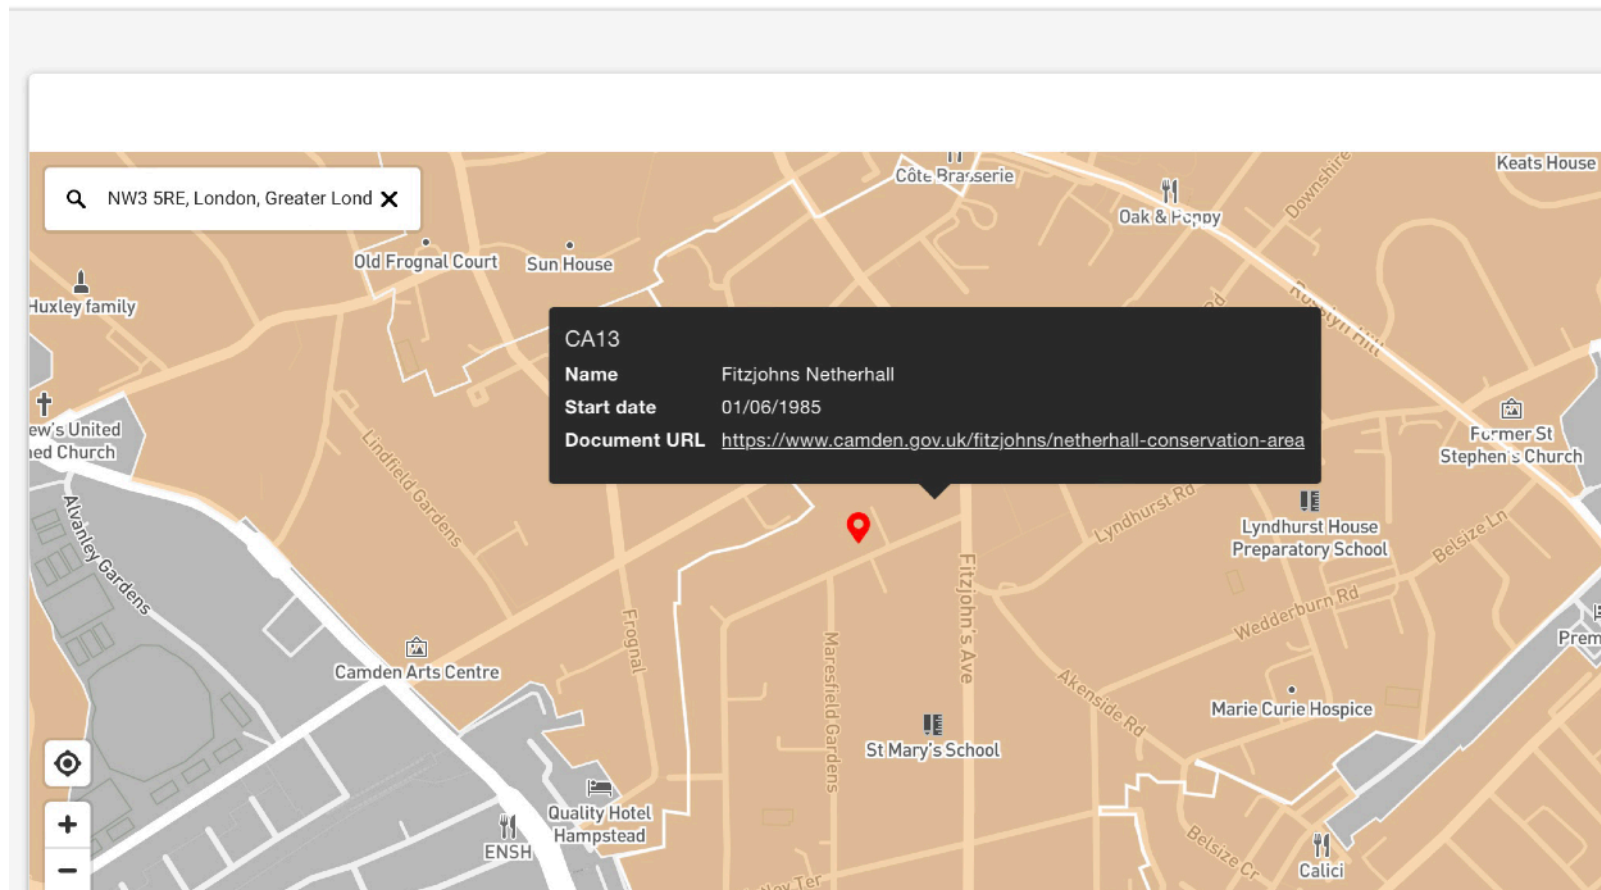 NW3 5RE, London, Greater Lond
Côte Brasserie
Keats House
Oak & Poppy
Downshire
Old Frognal Court
Sun House
Huxley family
Rd
Rosslyn Hill
CA13
Name Fitzjohns Netherhall
Start date 01/06/1985
Document URL https://www.camden.gov.uk/fitzjohns/netherhall-conservation-area
ew's United
ned Church
Lindfield Gardens
Former St
Stephen's Church
Alvanley Gardens
Lyndhurst Rd
Lyndhurst House
Preparatory School
Belsize Ln
Fitzjohn's Ave
Wedderburn Rd
Frognal
Maresfield Gardens
Prem
Camden Arts Centre
Akenside Rd
Marie Curie Hospice
St Mary's School
Quality Hotel
Hampstead
ENSH
Belsize Cr
Calici
Ter